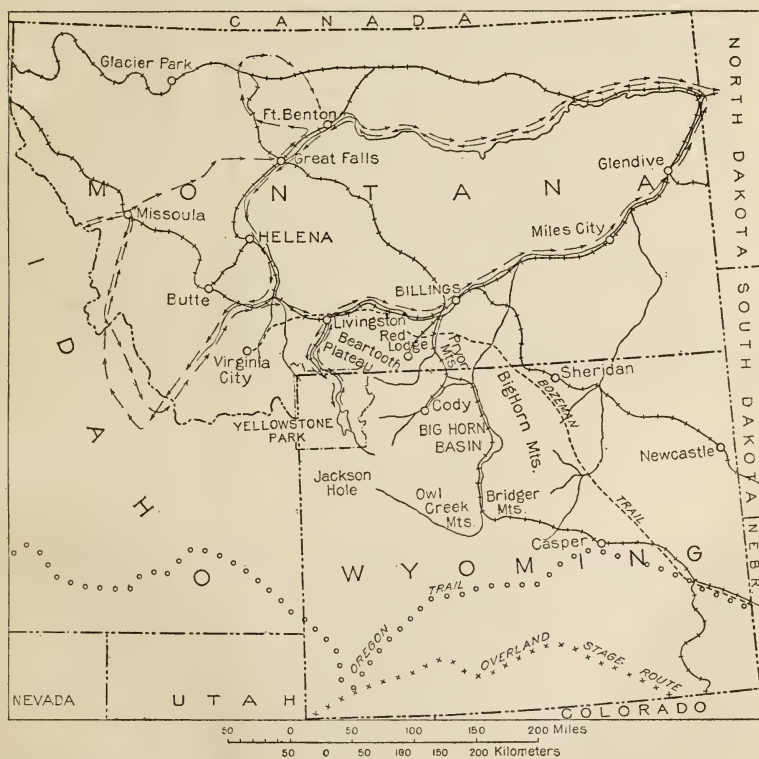 CANADA
Glacier Park
Ft. Benton
Great Falls
NORTH DAKOTA
Glendive
MONTANA
Missoula
HELENA
Miles City
Butte
BILLINGS
Livingston
Red
Lodge
Pryor
Mts.
Beartooth
Plateau
Virginia
City
IDAHO
SOUTH DAKOTA
Sheridan
BigHorn Mts.
BOZEMAN
TRAIL
YELLOWSTONE
PARK
Cody
BIG HORN
BASIN
Newcastle
Jackson
Hole
Owl
Creek
Mts.
Bridger
Mts.
Casper
NEBR
WYOMING
OREGON
TRAIL
OVERLAND STAGE ROUTE
NEVADA
UTAH
COLORADO
50 0 50 100 150 200 Miles
50 0 50 100 150 200 Kilometers